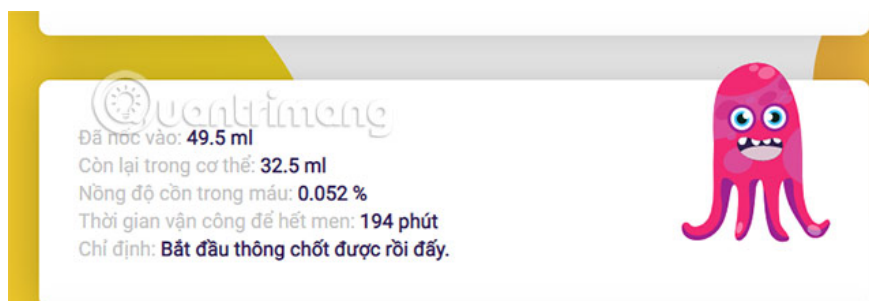 Quantrimang
Đã nốc vào: 49.5 ml
Còn lại trong cơ thể: 32.5 ml
Nồng độ cồn trong máu: 0.052 %
Thời gian vận công để hết men: 194 phút
Chỉ định: Bắt đầu thông chốt được rồi đấy.